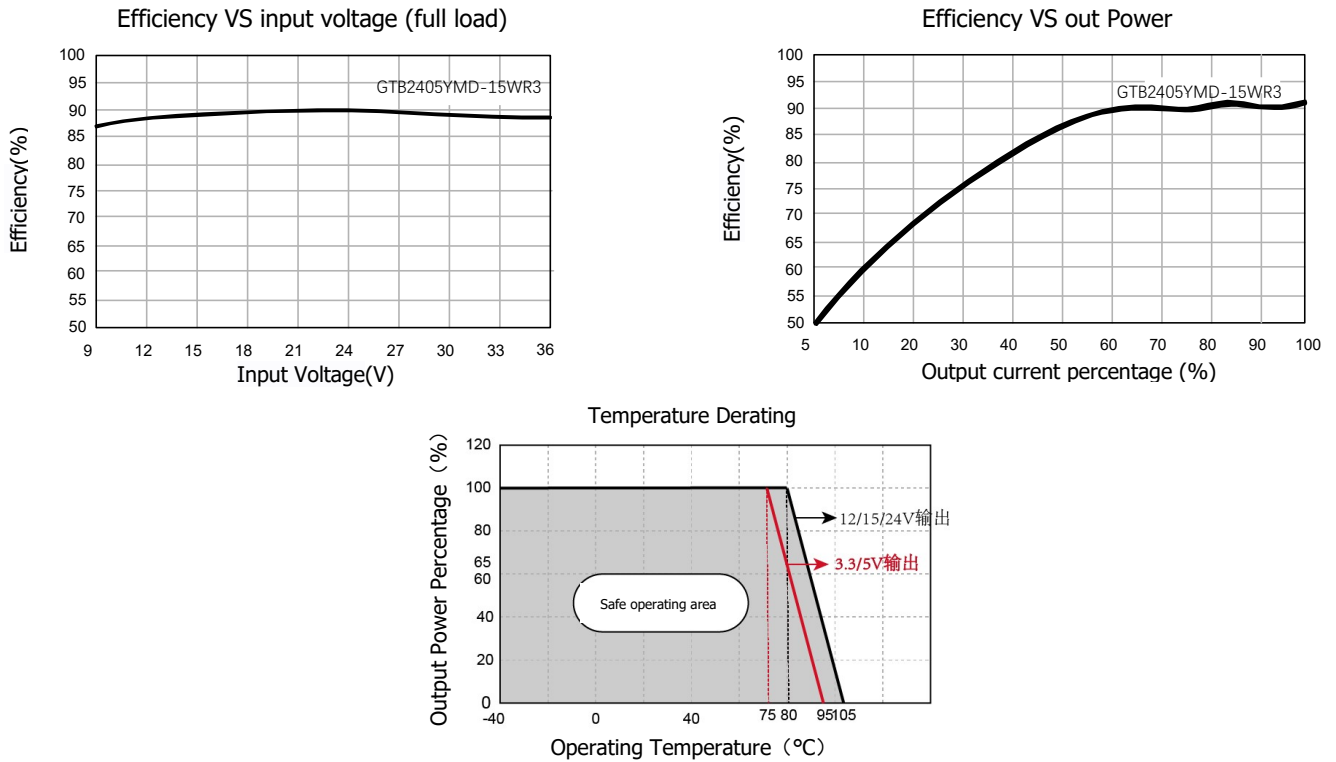 Efficiency VS input voltage (full load)
Efficiency(%)
100
95
90
85
80
75
70
65
60
55
50
GTB2405YMD-15WR3
9 12 15 18 21 24 27 30 33 36
Input Voltage(V)
Efficiency VS out Power
Efficiency(%)
100
95
90
85
80
75
70
65
60
55
50
GTB2405YMD-15WR3
5 10 20 30 40 50 60 70 80 90 100
Output current percentage (%)
Temperature Derating
Output Power Percentage（%）
120
100
80
65
60
40
20
0
12/15/24V输出
3.3/5V输出
Safe operating area
-40 0 40 75 80 95105
Operating Temperature（°C）